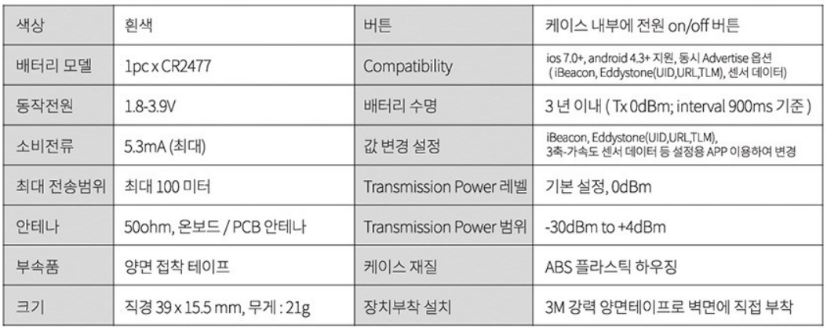 색상 흰색 버튼 케이스 내부에 전원 on/off 버튼
배터리 모델 1pc x CR2477 Compatibility ios 7.0+, android 4.3+ 지원, 동시 Advertise 옵션
( iBeacon, Eddystone(UID,URL,TLM), 센서 데이터)
동작전원 1.8-3.9V 배터리 수명 3 년 이내 ( Tx 0dBm; interval 900ms 기준 )
소비전류 5.3mA (최대) 값 변경 설정 iBeacon, Eddystone(UID,URL,TLM),
3축-가속도 센서 데이터 등 설정용 APP 이용하여 변경
최대 전송범위 최대 100 미터 Transmission Power 레벨 기본 설정, 0dBm
안테나 50ohm, 온보드 / PCB 안테나 Transmission Power 범위 -30dBm to +4dBm
부속품 양면 접착 테이프 케이스 재질 ABS 플라스틱 하우징
크기 직경 39 x 15.5 mm, 무게 : 21g 장치부착 설치 3M 강력 양면테이프로 벽면에 직접 부착